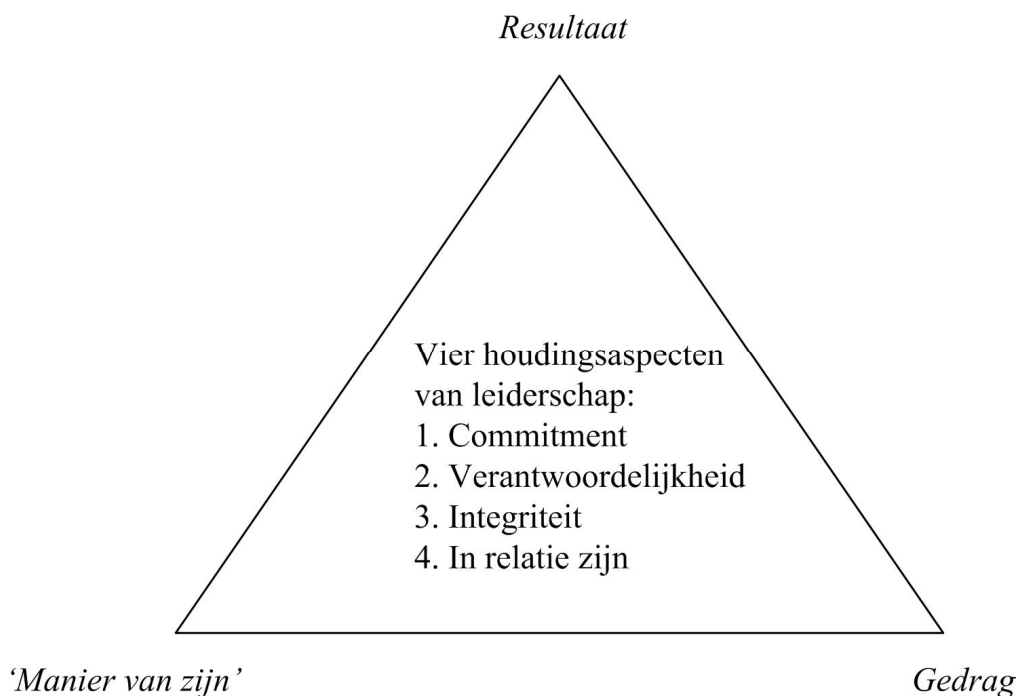 Resultaat
Vier houdingsaspecten
van leiderschap:
1. Commitment
2. Verantwoordelijkheid
3. Integriteit
4. In relatie zijn
‘Manier van zijn’
Gedrag